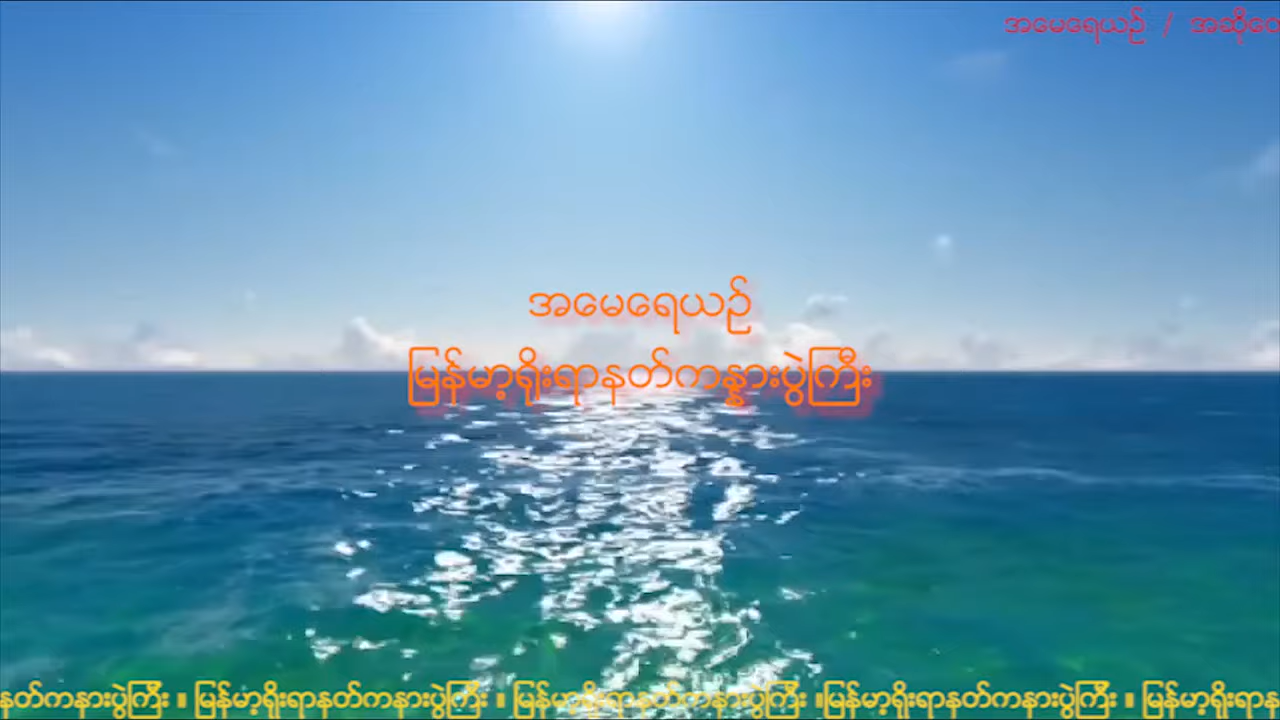 အမေရေယဉ် / အဆို
အမေရေယဉ်
မြန်မာ့ရိုးရာနတ်ကန္နားပွဲကြီး
နတ်ကနားပွဲကြီး ။ မြန်မာ့ရိုးရာနတ်ကနားပွဲကြီး ။ မြန်မာ့ရိုးရာနတ်ကနားပွဲကြီး ။မြန်မာ့ရိုးရာနတ်ကနားပွဲကြီး ။ မြန်မာ့ရိုးရာန